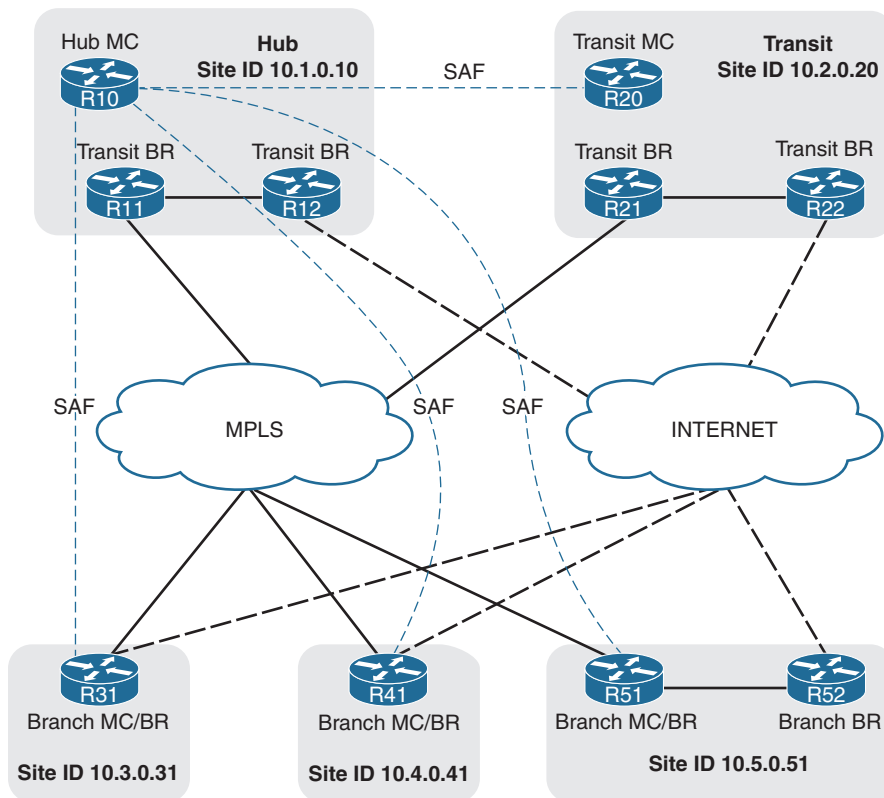 Hub MC
Hub
Site ID 10.1.0.10
R10
SAF
Transit MC
Transit
Site ID 10.2.0.20
R20
Transit BR
Transit BR
R11
R12
Transit BR
Transit BR
R21
R22
SAF
SAF
SAF
MPLS
INTERNET
R31
Branch MC/BR
Site ID 10.3.0.31
R41
Branch MC/BR
Site ID 10.4.0.41
R51
R52
Branch MC/BR
Branch BR
Site ID 10.5.0.51